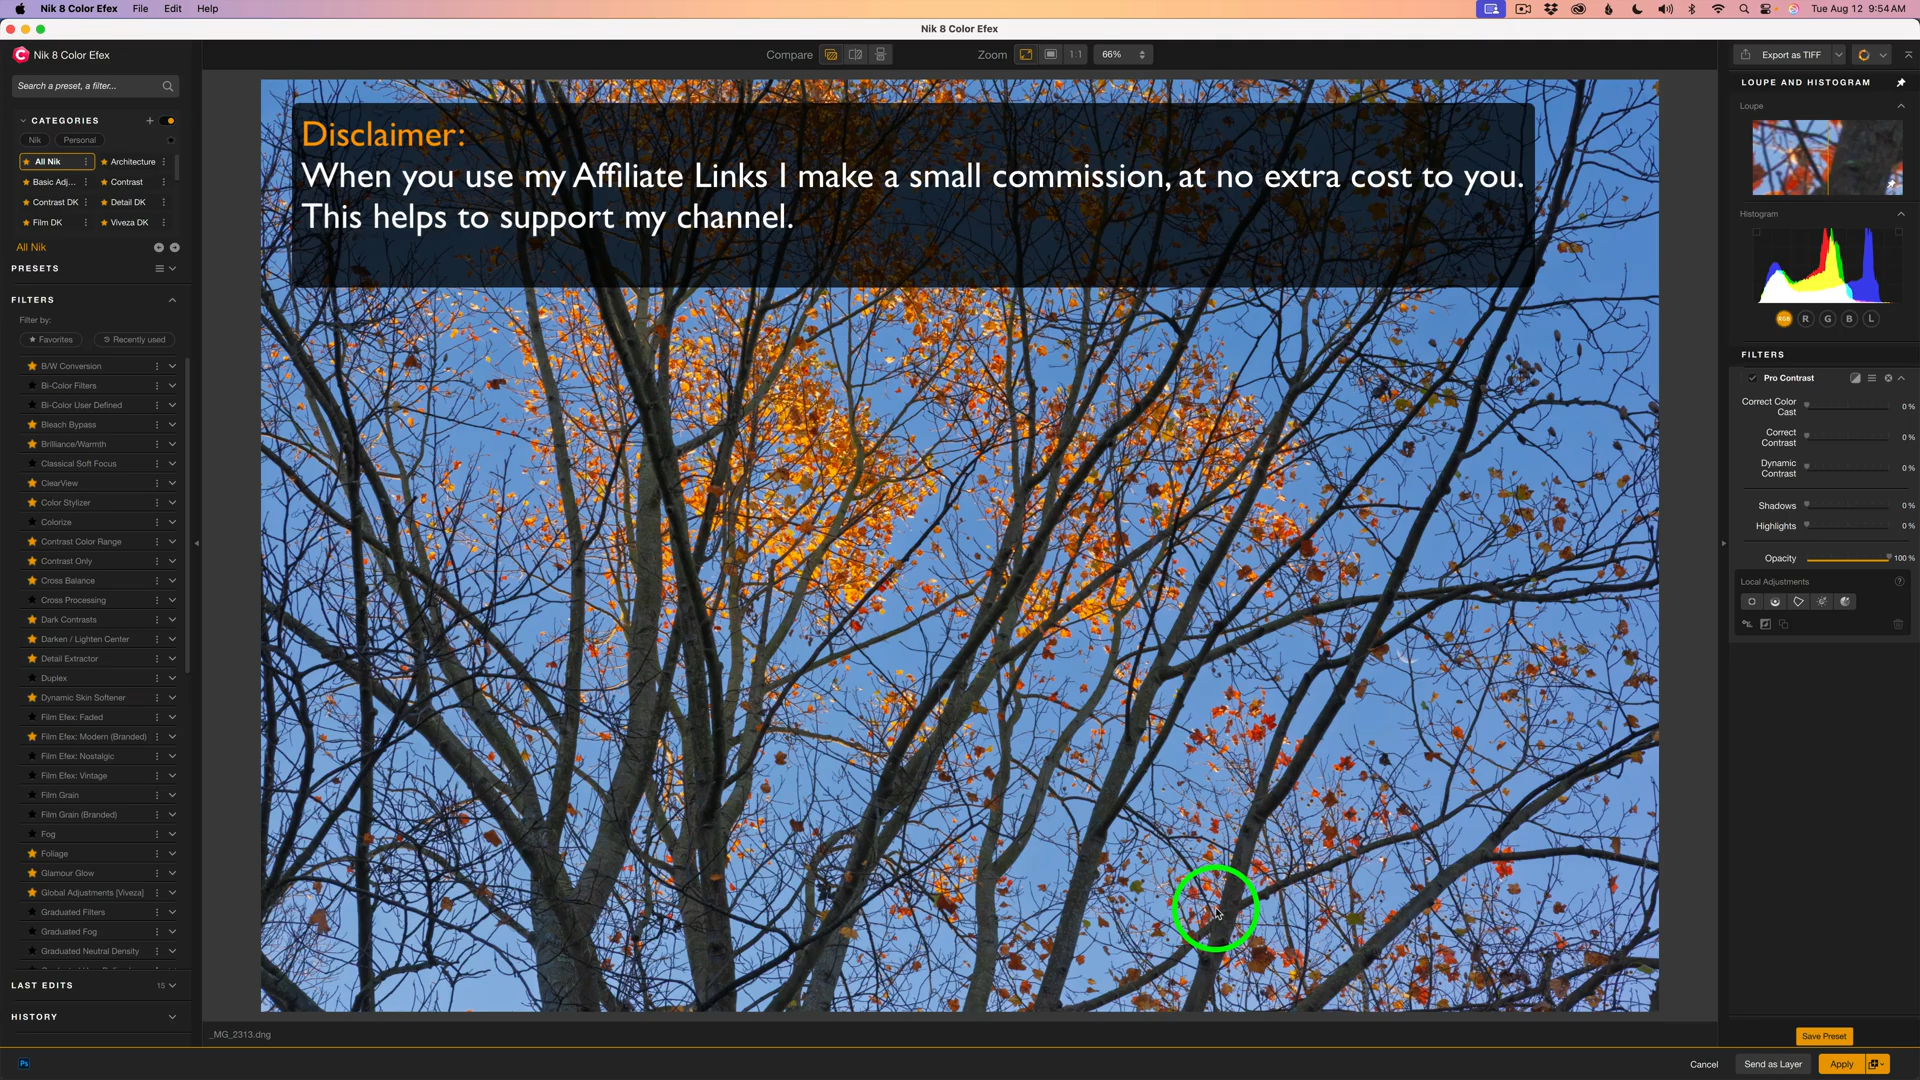 Nik 8 Color Efex File Edit Help
Tue Aug 12 9:54 AM
Nik 8 Color Efex
Nik 8 Color Efex
Compare
Zoom
1:1
66%
Export as TIFF
Search a preset, a filter...
CATEGORIES
Nik Personal
All Nik Architecture
Basic Adj... Contrast
Contrast DK Detail DK
Film DK Viveza DK
All Nik
PRESETS
FILTERS
Filter by:
Favorites Recently used
B/W Conversion
Bi-Color Filters
Bi-Color User Defined
Bleach Bypass
Brilliance/Warmth
Classical Soft Focus
ClearView
Color Stylizer
Colorize
Contrast Color Range
Contrast Only
Cross Balance
Cross Processing
Dark Contrasts
Darken / Lighten Center
Detail Extractor
Duplex
Dynamic Skin Softener
Film Efex: Faded
Film Efex: Modern (Branded)
Film Efex: Nostalgic
Film Efex: Vintage
Film Grain
Film Grain (Branded)
Fog
Foliage
Glamour Glow
Global Adjustments [Viveza]
Graduated Filters
Graduated Fog
Graduated Neutral Density
LAST EDITS 15
HISTORY
Ps
Disclaimer:
When you use my Affiliate Links I make a small commission, at no extra cost to you.
This helps to support my channel.
_MG_2313.dng
LOUPE AND HISTOGRAM
Loupe
Histogram
RGB R G B L
FILTERS
Pro Contrast
Correct Color Cast 0 %
Correct Contrast 0 %
Dynamic Contrast 0 %
Shadows 0 %
Highlights 0 %
Opacity 100 %
Local Adjustments ?
Save Preset
Cancel Send as Layer Apply